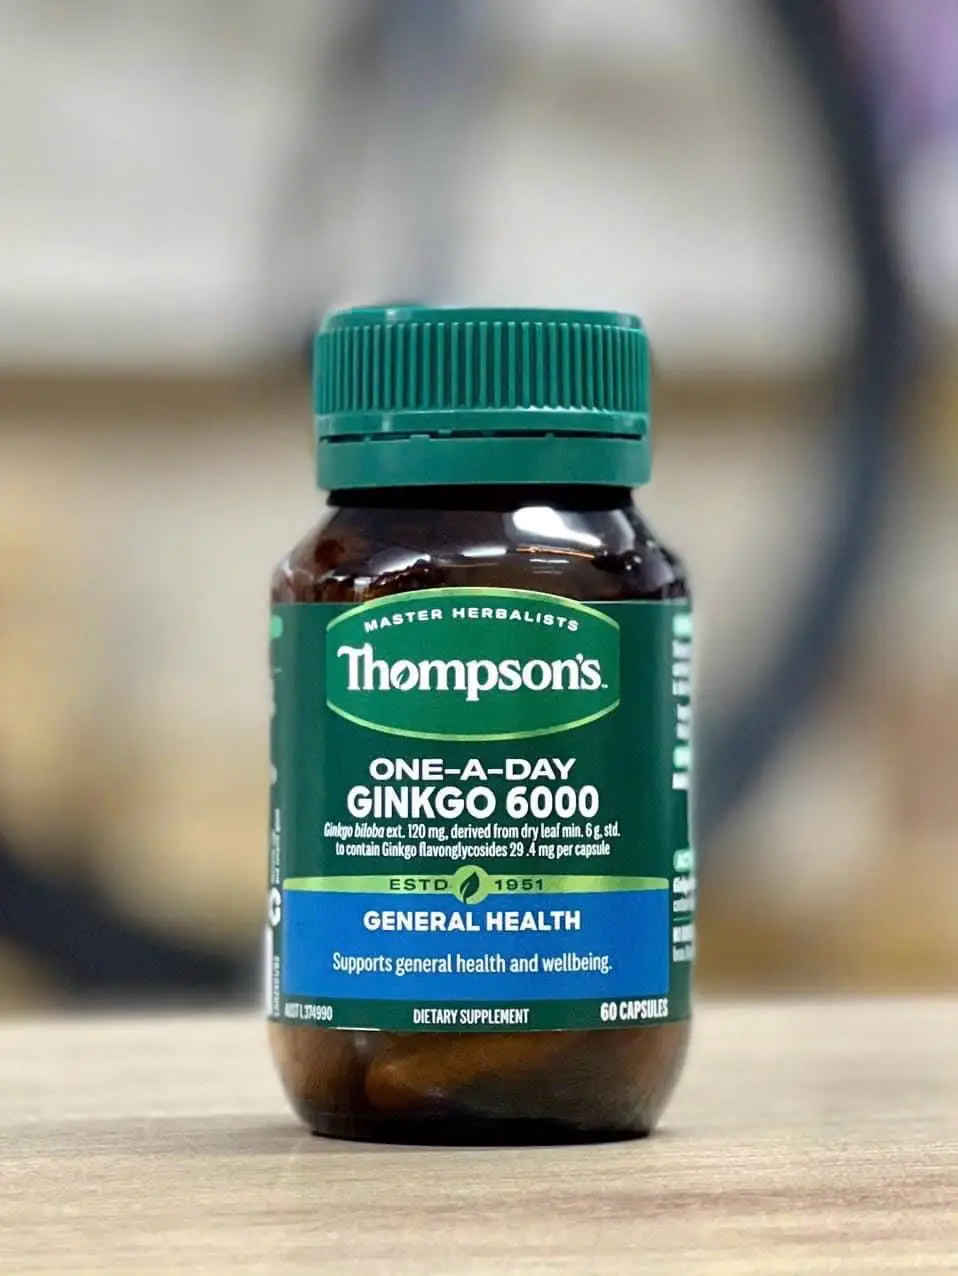 MASTER HERBALISTS
Thompson's™
ONE-A-DAY
GINKGO 6000
Ginkgo biloba ext. 120 mg, derived from dry leaf min. 6 g, std.
to contain Ginkgo flavonglycosides 29 .4 mg per capsule
ESTD 1951
GENERAL HEALTH
Supports general health and wellbeing.
AUST L 374990 DIETARY SUPPLEMENT 60 CAPSULES